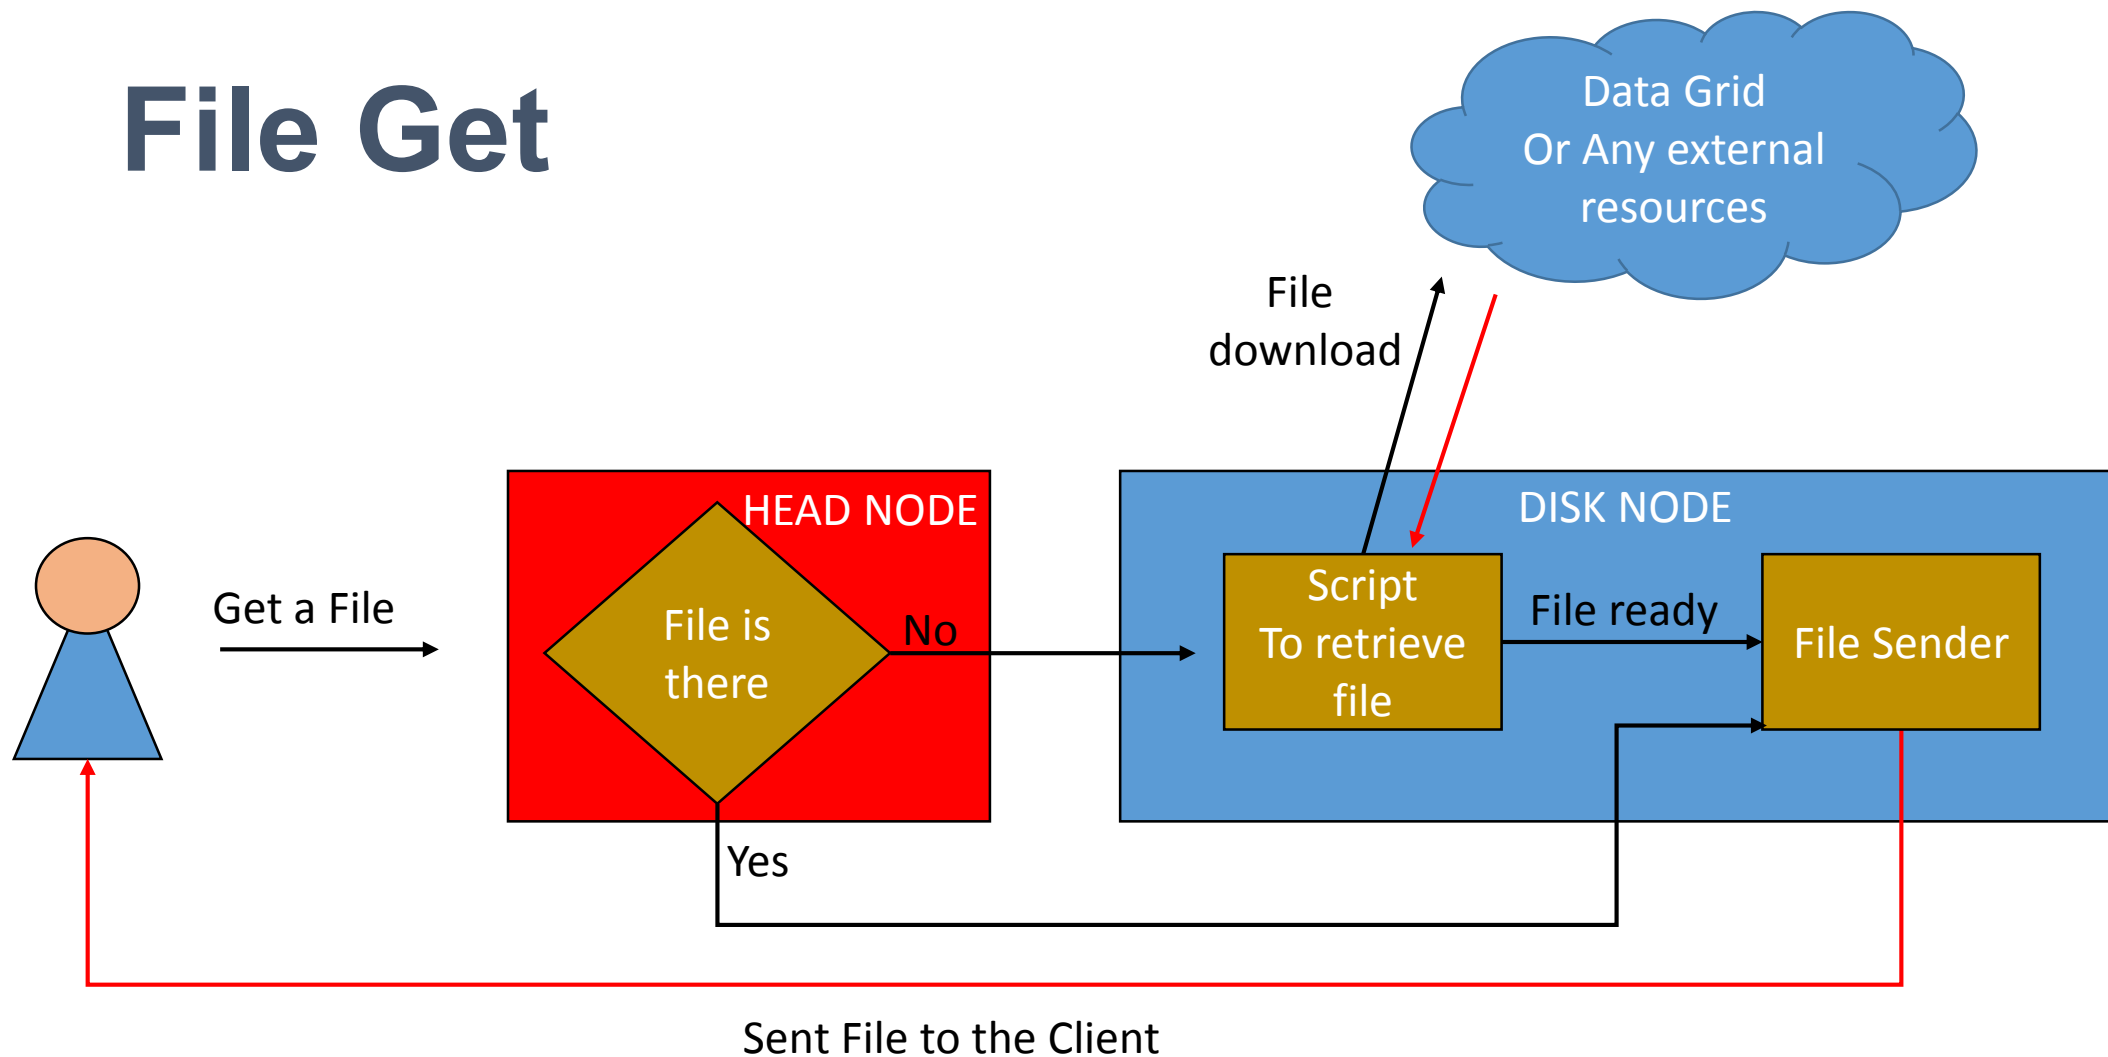 File Get
Data Grid
Or Any external
resources
File
download
HEAD NODE
DISK NODE
Get a File
File is
there
No
Script
To retrieve
file
File ready
File Sender
Yes
Sent File to the Client